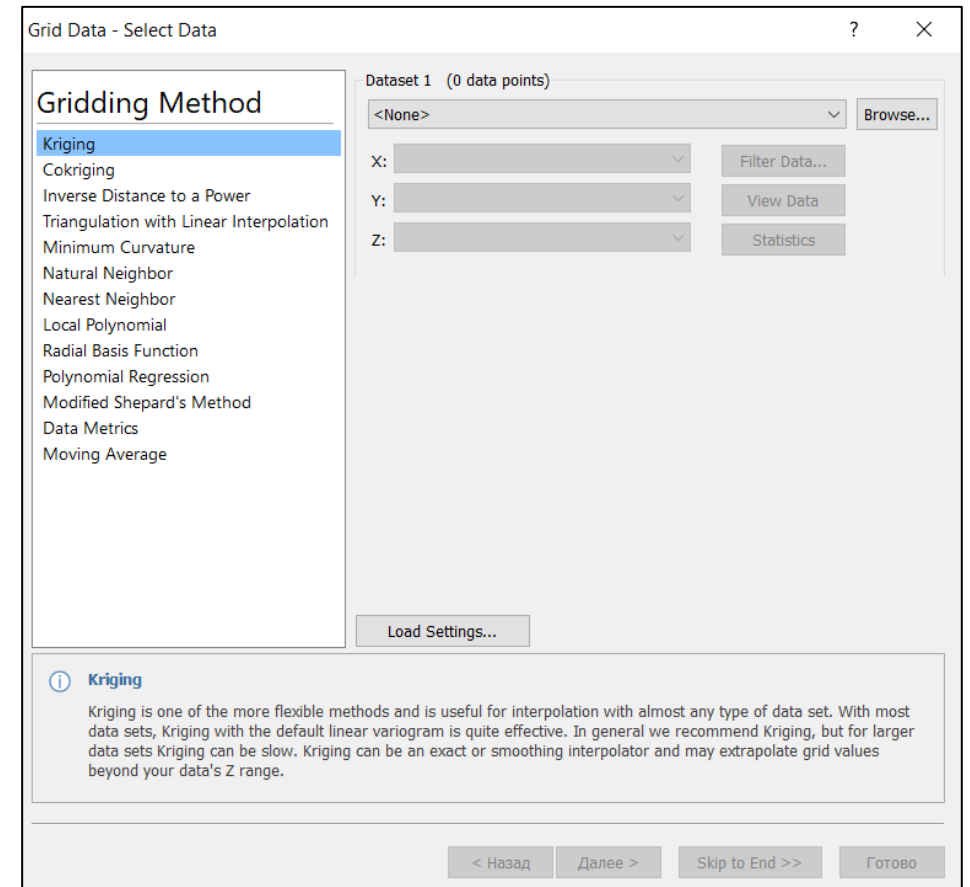 Grid Data - Select Data
?
Gridding Method
Kriging
Cokriging
Inverse Distance to a Power
Triangulation with Linear Interpolation
Minimum Curvature
Natural Neighbor
Nearest Neighbor
Local Polynomial
Radial Basis Function
Polynomial Regression
Modified Shepard's Method
Data Metrics
Moving Average
Dataset 1 (0 data points)
<None>
Browse...
X:
Filter Data...
Y:
View Data
Z:
Statistics
Load Settings...
Kriging
Kriging is one of the more flexible methods and is useful for interpolation with almost any type of data set. With most
data sets, Kriging with the default linear variogram is quite effective. In general we recommend Kriging, but for larger
data sets Kriging can be slow. Kriging can be an exact or smoothing interpolator and may extrapolate grid values
beyond your data's Z range.
< Назад
Далее >
Skip to End >>
Готово